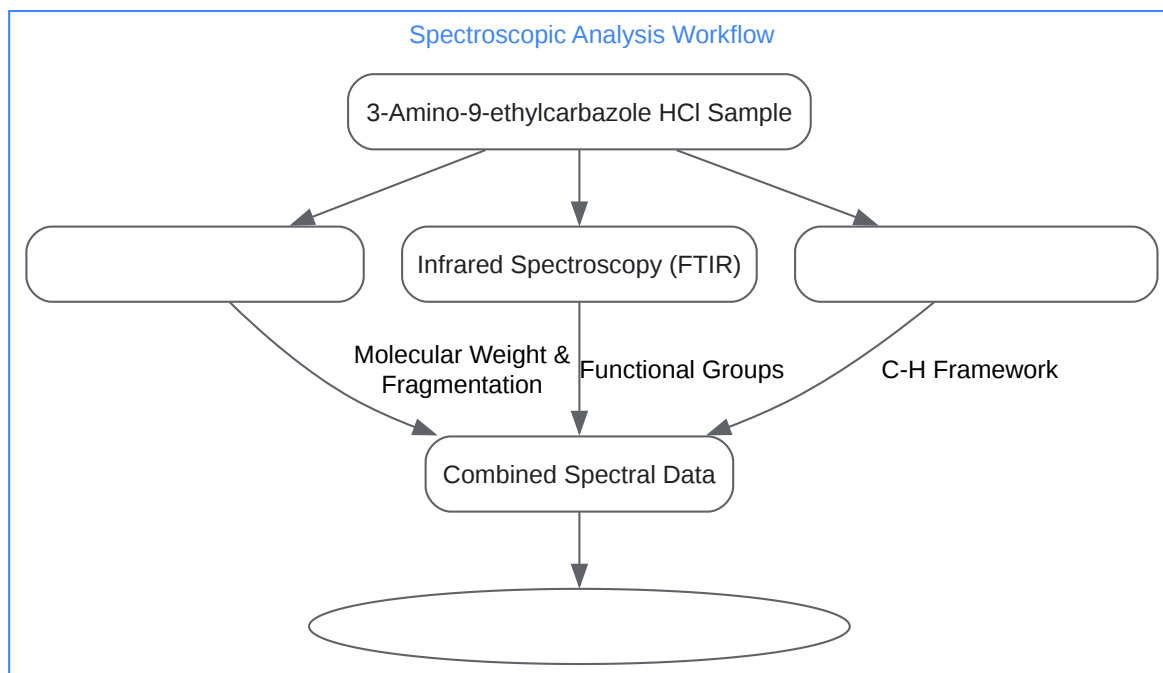 Spectroscopic Analysis Workflow
3-Amino-9-ethylcarbazole HCl Sample
Infrared Spectroscopy (FTIR)
Molecular Weight &
Fragmentation
Functional Groups
C-H Framework
Combined Spectral Data